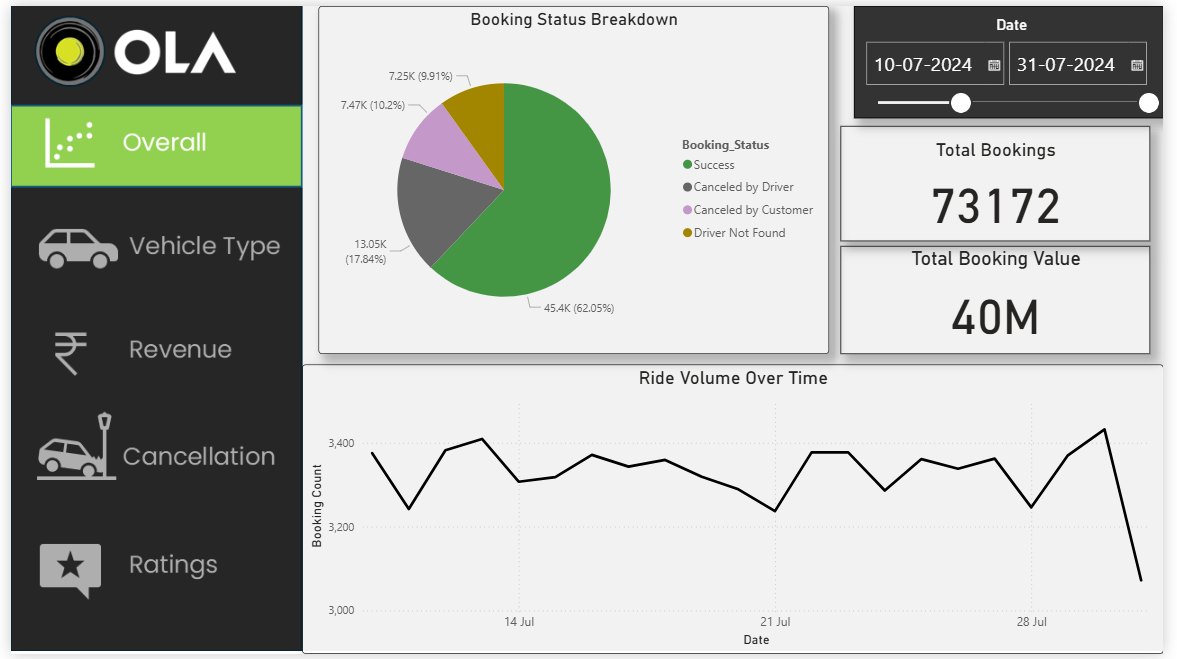 OLA
Overall
Vehicle Type
Revenue
Cancellation
Ratings
Booking Status Breakdown
7.25K (9.91%)
7.47K (10.2%)
13.05K
(17.84%)
45.4K (62.05%)
Booking_Status
Success
Canceled by Driver
Canceled by Customer
Driver Not Found
Date
10-07-2024 31-07-2024
Total Bookings
73172
Total Booking Value
40M
Ride Volume Over Time
Booking Count
3,400
3,200
3,000
14 Jul 21 Jul 28 Jul
Date